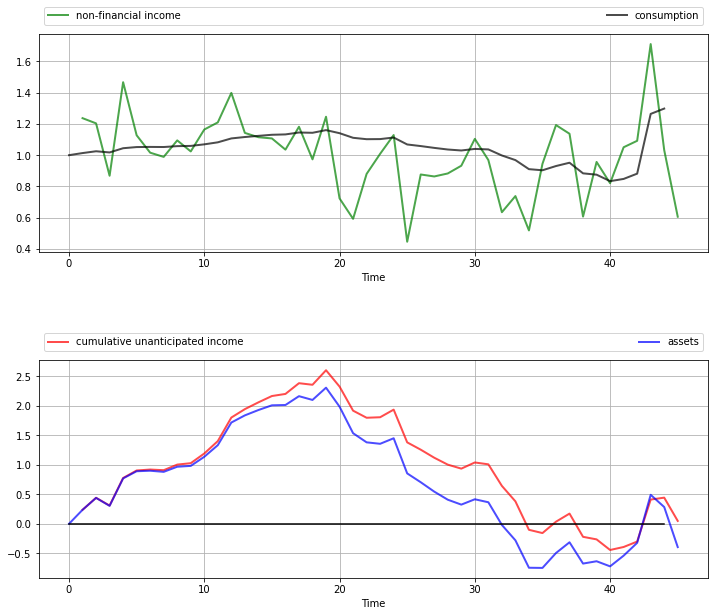 non-financial income consumption
1.6
1.4
1.2
1.0
0.8
0.6
0.4
0 10 20 30 40
Time
cumulative unanticipated income assets
2.5
2.0
1.5
1.0
0.5
0.0
−0.5
0 10 20 30 40
Time